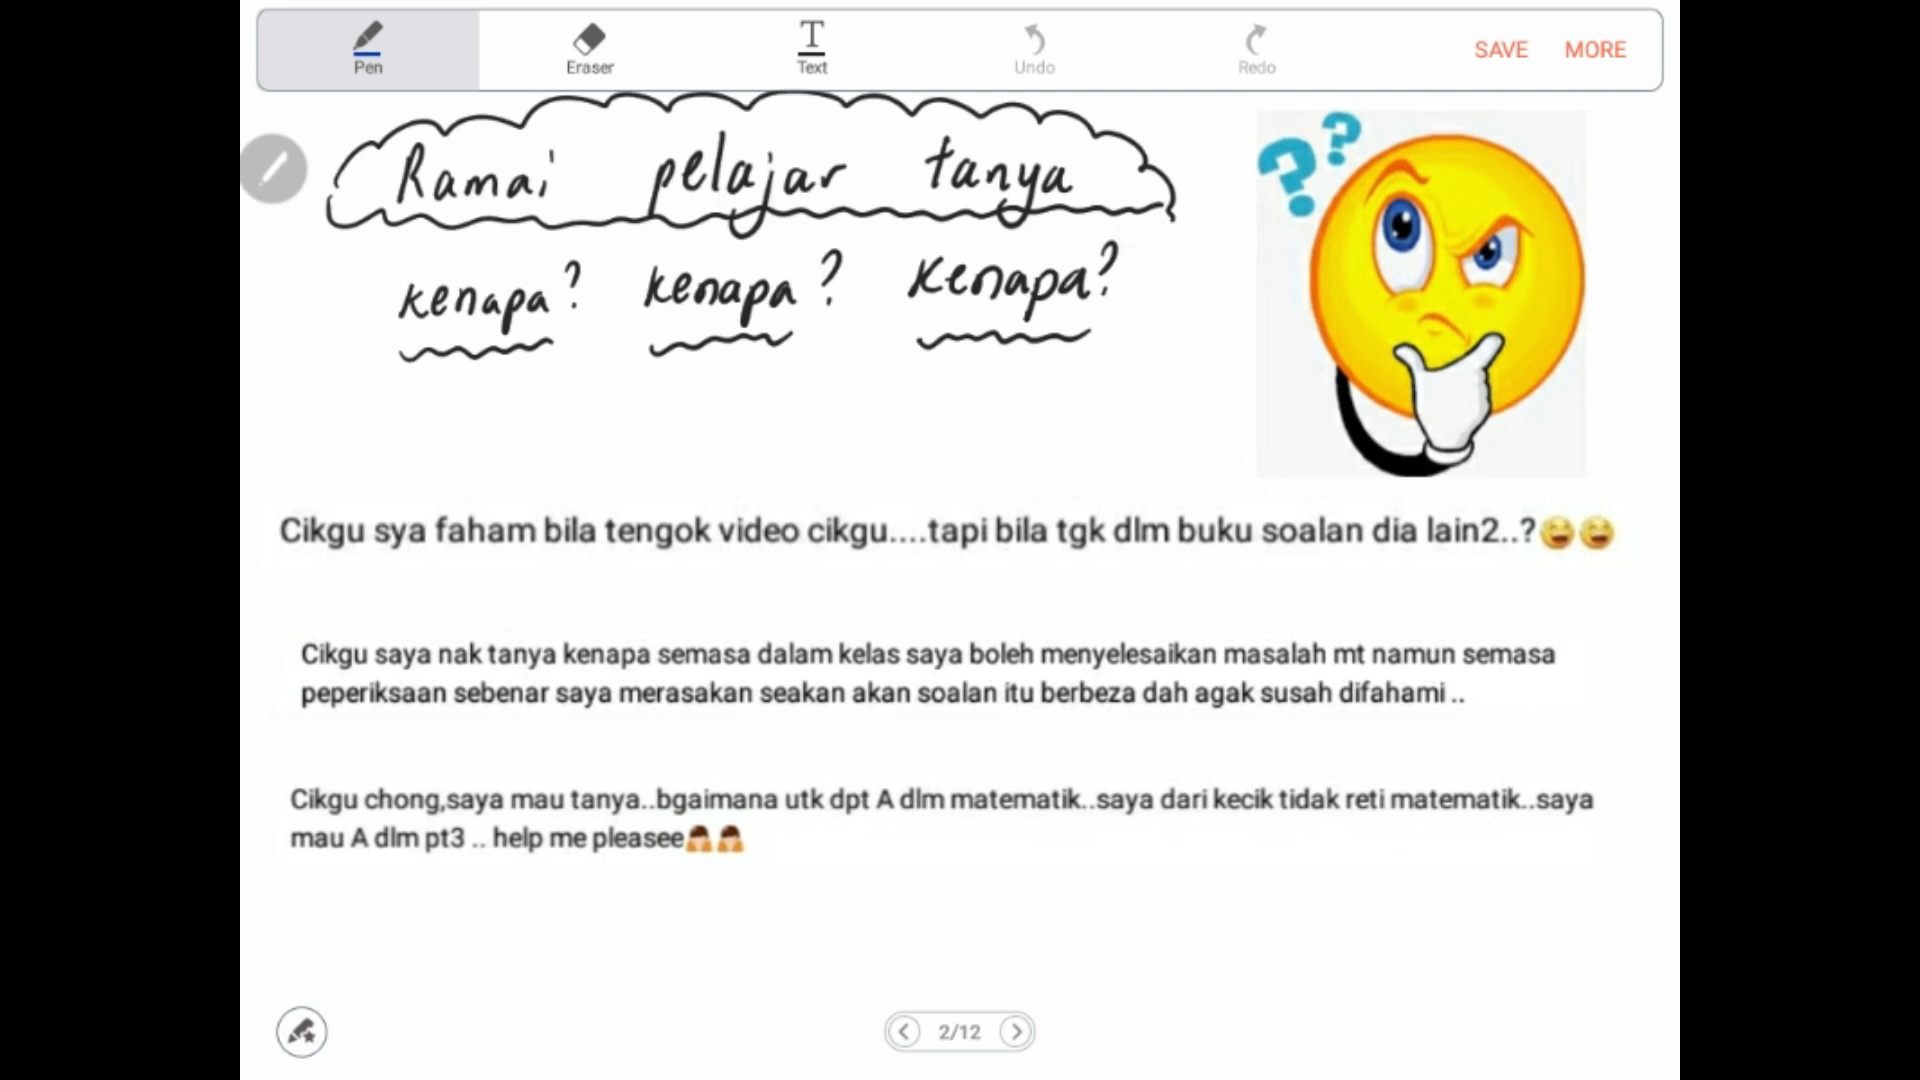 Pen
Eraser
T
Text
Undo
Redo
SAVE
MORE
Ramai pelajar tanya
kenapa? kenapa? kenapa?
? ?
Cikgu sya faham bila tengok video cikgu....tapi bila tgk dlm buku soalan dia lain2..?😆😆
Cikgu saya nak tanya kenapa semasa dalam kelas saya boleh menyelesaikan masalah mt namun semasa
peperiksaan sebenar saya merasakan seakan akan soalan itu berbeza dah agak susah difahami ..
Cikgu chong,saya mau tanya..bgaimana utk dpt A dlm matematik..saya dari kecik tidak reti matematik..saya
mau A dlm pt3 .. help me pleasee
2/12